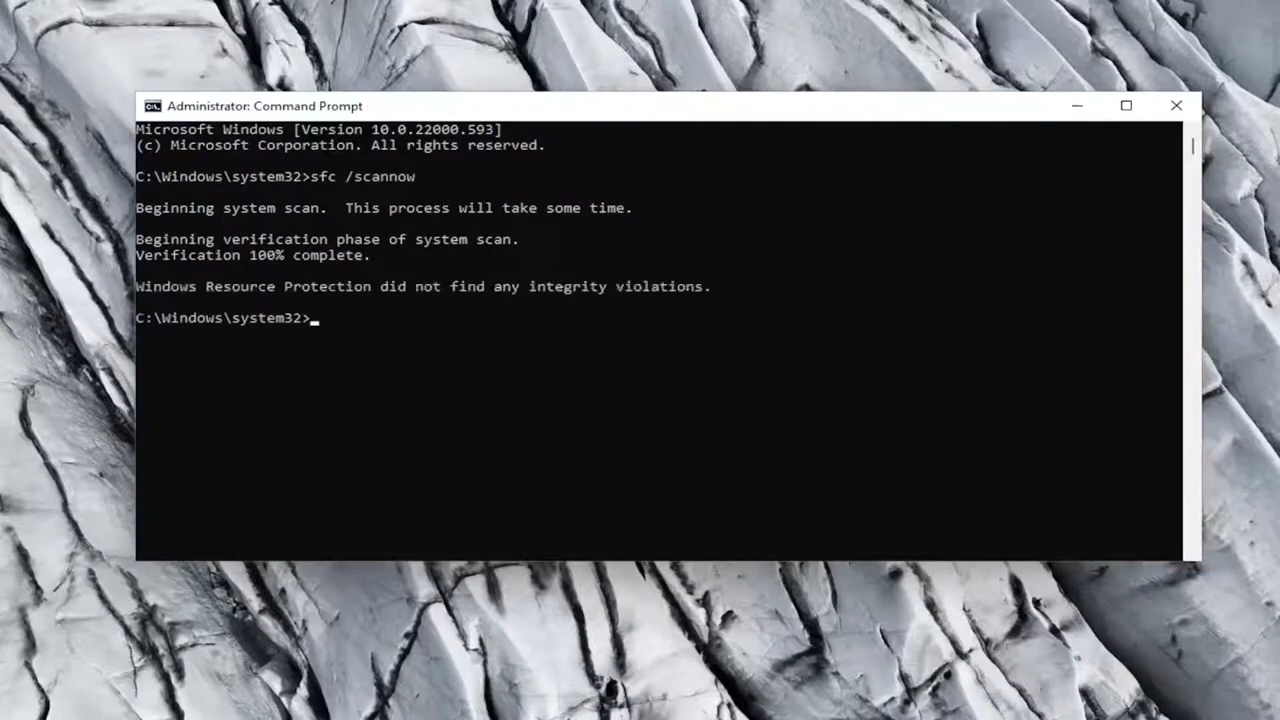 Administrator: Command Prompt
Microsoft Windows [Version 10.0.22000.593]
(c) Microsoft Corporation. All rights reserved.
C:\Windows\system32>sfc /scannow
Beginning system scan.  This process will take some time.
Beginning verification phase of system scan.
Verification 100% complete.
Windows Resource Protection did not find any integrity violations.
C:\Windows\system32>